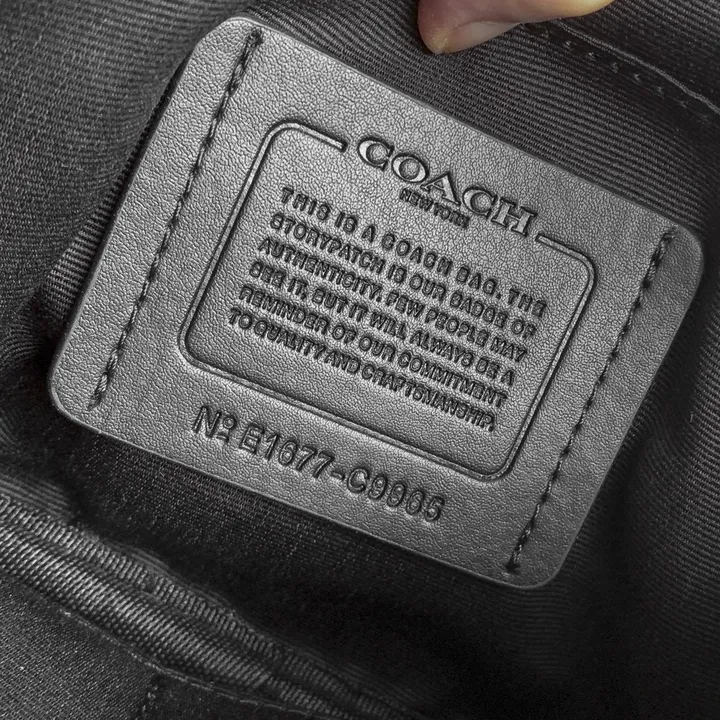 COACH
NEW YORK
THIS IS A COACH BAG. THE
STORYPATCH IS OUR BADGE OF
AUTHENTICITY. FEW PEOPLE MAY
SEE IT, BUT IT WILL ALWAYS BE A
REMINDER OF OUR COMMITMENT
TO QUALITY AND CRAFTSMANSHIP.
Nº E1677-C9905